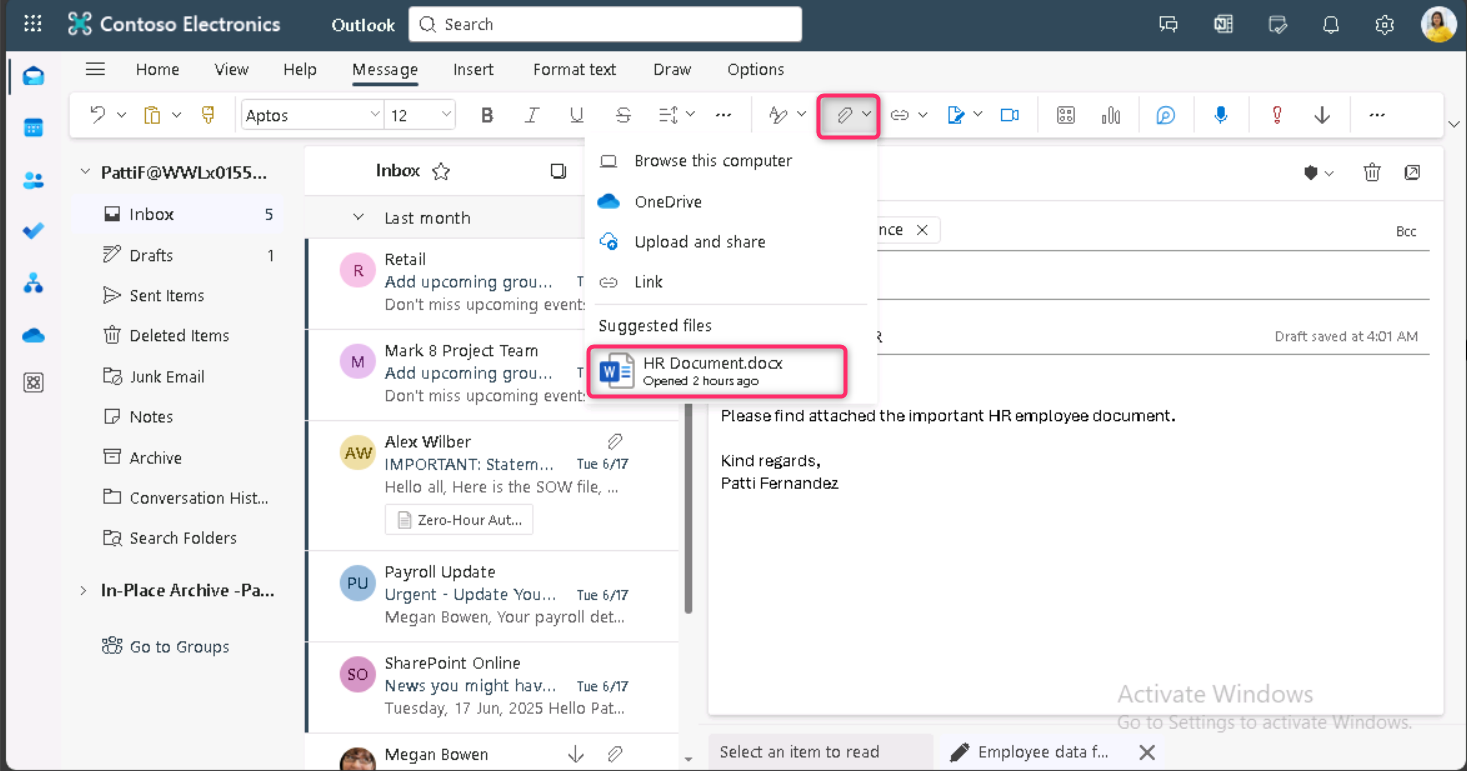 Contoso Electronics
Outlook
Search
Home View Help Message Insert Format text Draw Options
Aptos 12 B I U S
PattiF@WWLx0155...
Inbox 5
Drafts 1
Sent Items
Deleted Items
Junk Email
Notes
Archive
Conversation Hist...
Search Folders
In-Place Archive -Pa...
Go to Groups
Inbox
Last month
R
Retail
Add upcoming grou... T
Don't miss upcoming events
M
Mark 8 Project Team
Add upcoming grou... T
Don't miss upcoming events
AW
Alex Wilber
IMPORTANT: Statem... Tue 6/17
Hello all, Here is the SOW file, ...
Zero-Hour Aut...
PU
Payroll Update
Urgent - Update You... Tue 6/17
Megan Bowen, Your payroll det...
SO
SharePoint Online
News you might hav... Tue 6/17
Tuesday, 17 Jun, 2025 Hello Pat...
Megan Bowen
Browse this computer
OneDrive
Upload and share
Link
Suggested files
W
HR Document.docx
Opened 2 hours ago
nce
Bcc
R
Draft saved at 4:01 AM
Please find attached the important HR employee document.
Kind regards,
Patti Fernandez
Activate Windows
Go to Settings to activate Windows.
Select an item to read
Employee data f...